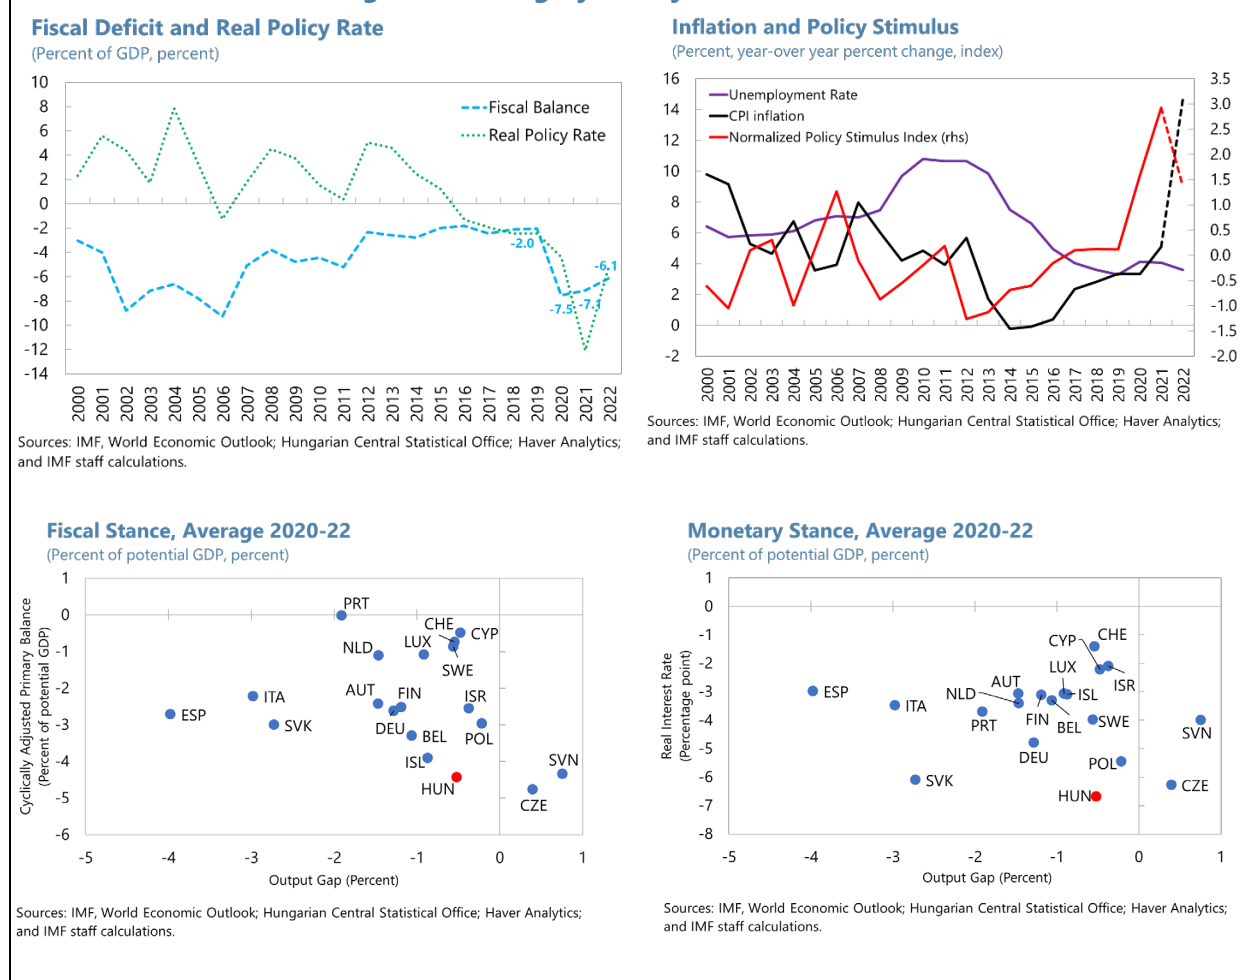 Fiscal Deficit and Real Policy Rate
(Percent of GDP, percent)
10
8
6
4
2
0
-2
-4
-6
-8
-10
-12
-14
Fiscal Balance
Real Policy Rate
-2.0
-6.1
-7.5
-7.1
2000 2001 2002 2003 2004 2005 2006 2007 2008 2009 2010 2011 2012 2013 2014 2015 2016 2017 2018 2019 2020 2021 2022
Sources: IMF, World Economic Outlook; Hungarian Central Statistical Office; Haver Analytics;
and IMF staff calculations.
Inflation and Policy Stimulus
(Percent, year-over year percent change, index)
16
14
12
10
8
6
4
2
0
-2
Unemployment Rate
CPI inflation
Normalized Policy Stimulus Index (rhs)
3.5
3.0
2.5
2.0
1.5
1.0
0.5
0.0
-0.5
-1.0
-1.5
-2.0
2000 2001 2002 2003 2004 2005 2006 2007 2008 2009 2010 2011 2012 2013 2014 2015 2016 2017 2018 2019 2020 2021 2022
Sources: IMF, World Economic Outlook; Hungarian Central Statistical Office; Haver Analytics;
and IMF staff calculations.
Fiscal Stance, Average 2020-22
(Percent of potential GDP, percent)
Cyclically Adjusted Primary Balance
(Percent of potential GDP)
1
0
-1
-2
-3
-4
-5
-6
PRT
CHE
CYP
LUX
NLD
SWE
ITA
AUT
FIN
ISR
ESP
SVK
DEU
BEL
POL
ISL
SVN
HUN
CZE
-5 -4 -3 -2 -1 0 1
Output Gap (Percent)
Sources: IMF, World Economic Outlook; Hungarian Central Statistical Office; Haver Analytics;
and IMF staff calculations.
Monetary Stance, Average 2020-22
(Percent of potential GDP, percent)
Real Interest Rate
(Percentage point)
1
0
-1
-2
-3
-4
-5
-6
-7
-8
CYP
CHE
LUX
AUT
ISR
ESP
NLD
ISL
ITA
PRT
FIN
BEL
SWE
SVN
DEU
POL
SVK
CZE
HUN
-5 -4 -3 -2 -1 0 1
Output Gap (Percent)
Sources: IMF, World Economic Outlook; Hungarian Central Statistical Office; Haver Analytics;
and IMF staff calculations.